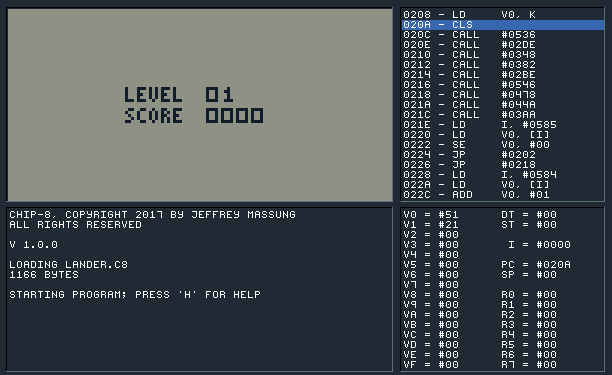 LEVEL 01
SCORE 0000
0208 - LD V0, K
020A - CLS
020C - CALL #0536
020E - CALL #02DE
0210 - CALL #0348
0212 - CALL #0382
0214 - CALL #02BE
0216 - CALL #0546
0218 - CALL #0478
021A - CALL #044A
021C - CALL #03AA
021E - LD I, #0585
0220 - LD V0, [I]
0222 - SE V0, #00
0224 - JP #0202
0226 - JP #0218
0228 - LD I, #0584
022A - LD V0, [I]
022C - ADD V0, #01
CHIP-8, COPYRIGHT 2017 BY JEFFREY MASSUNG
ALL RIGHTS RESERVED
V 1.0.0
LOADING LANDER.C8
1166 BYTES
STARTING PROGRAM; PRESS 'H' FOR HELP
V0 = #51 DT = #00
V1 = #21 ST = #00
V2 = #00
V3 = #00 I = #0000
V4 = #00
V5 = #00 PC = #020A
V6 = #00 SP = #00
V7 = #00
V8 = #00 R0 = #00
V9 = #00 R1 = #00
VA = #00 R2 = #00
VB = #00 R3 = #00
VC = #00 R4 = #00
VD = #00 R5 = #00
VE = #00 R6 = #00
VF = #00 R7 = #00